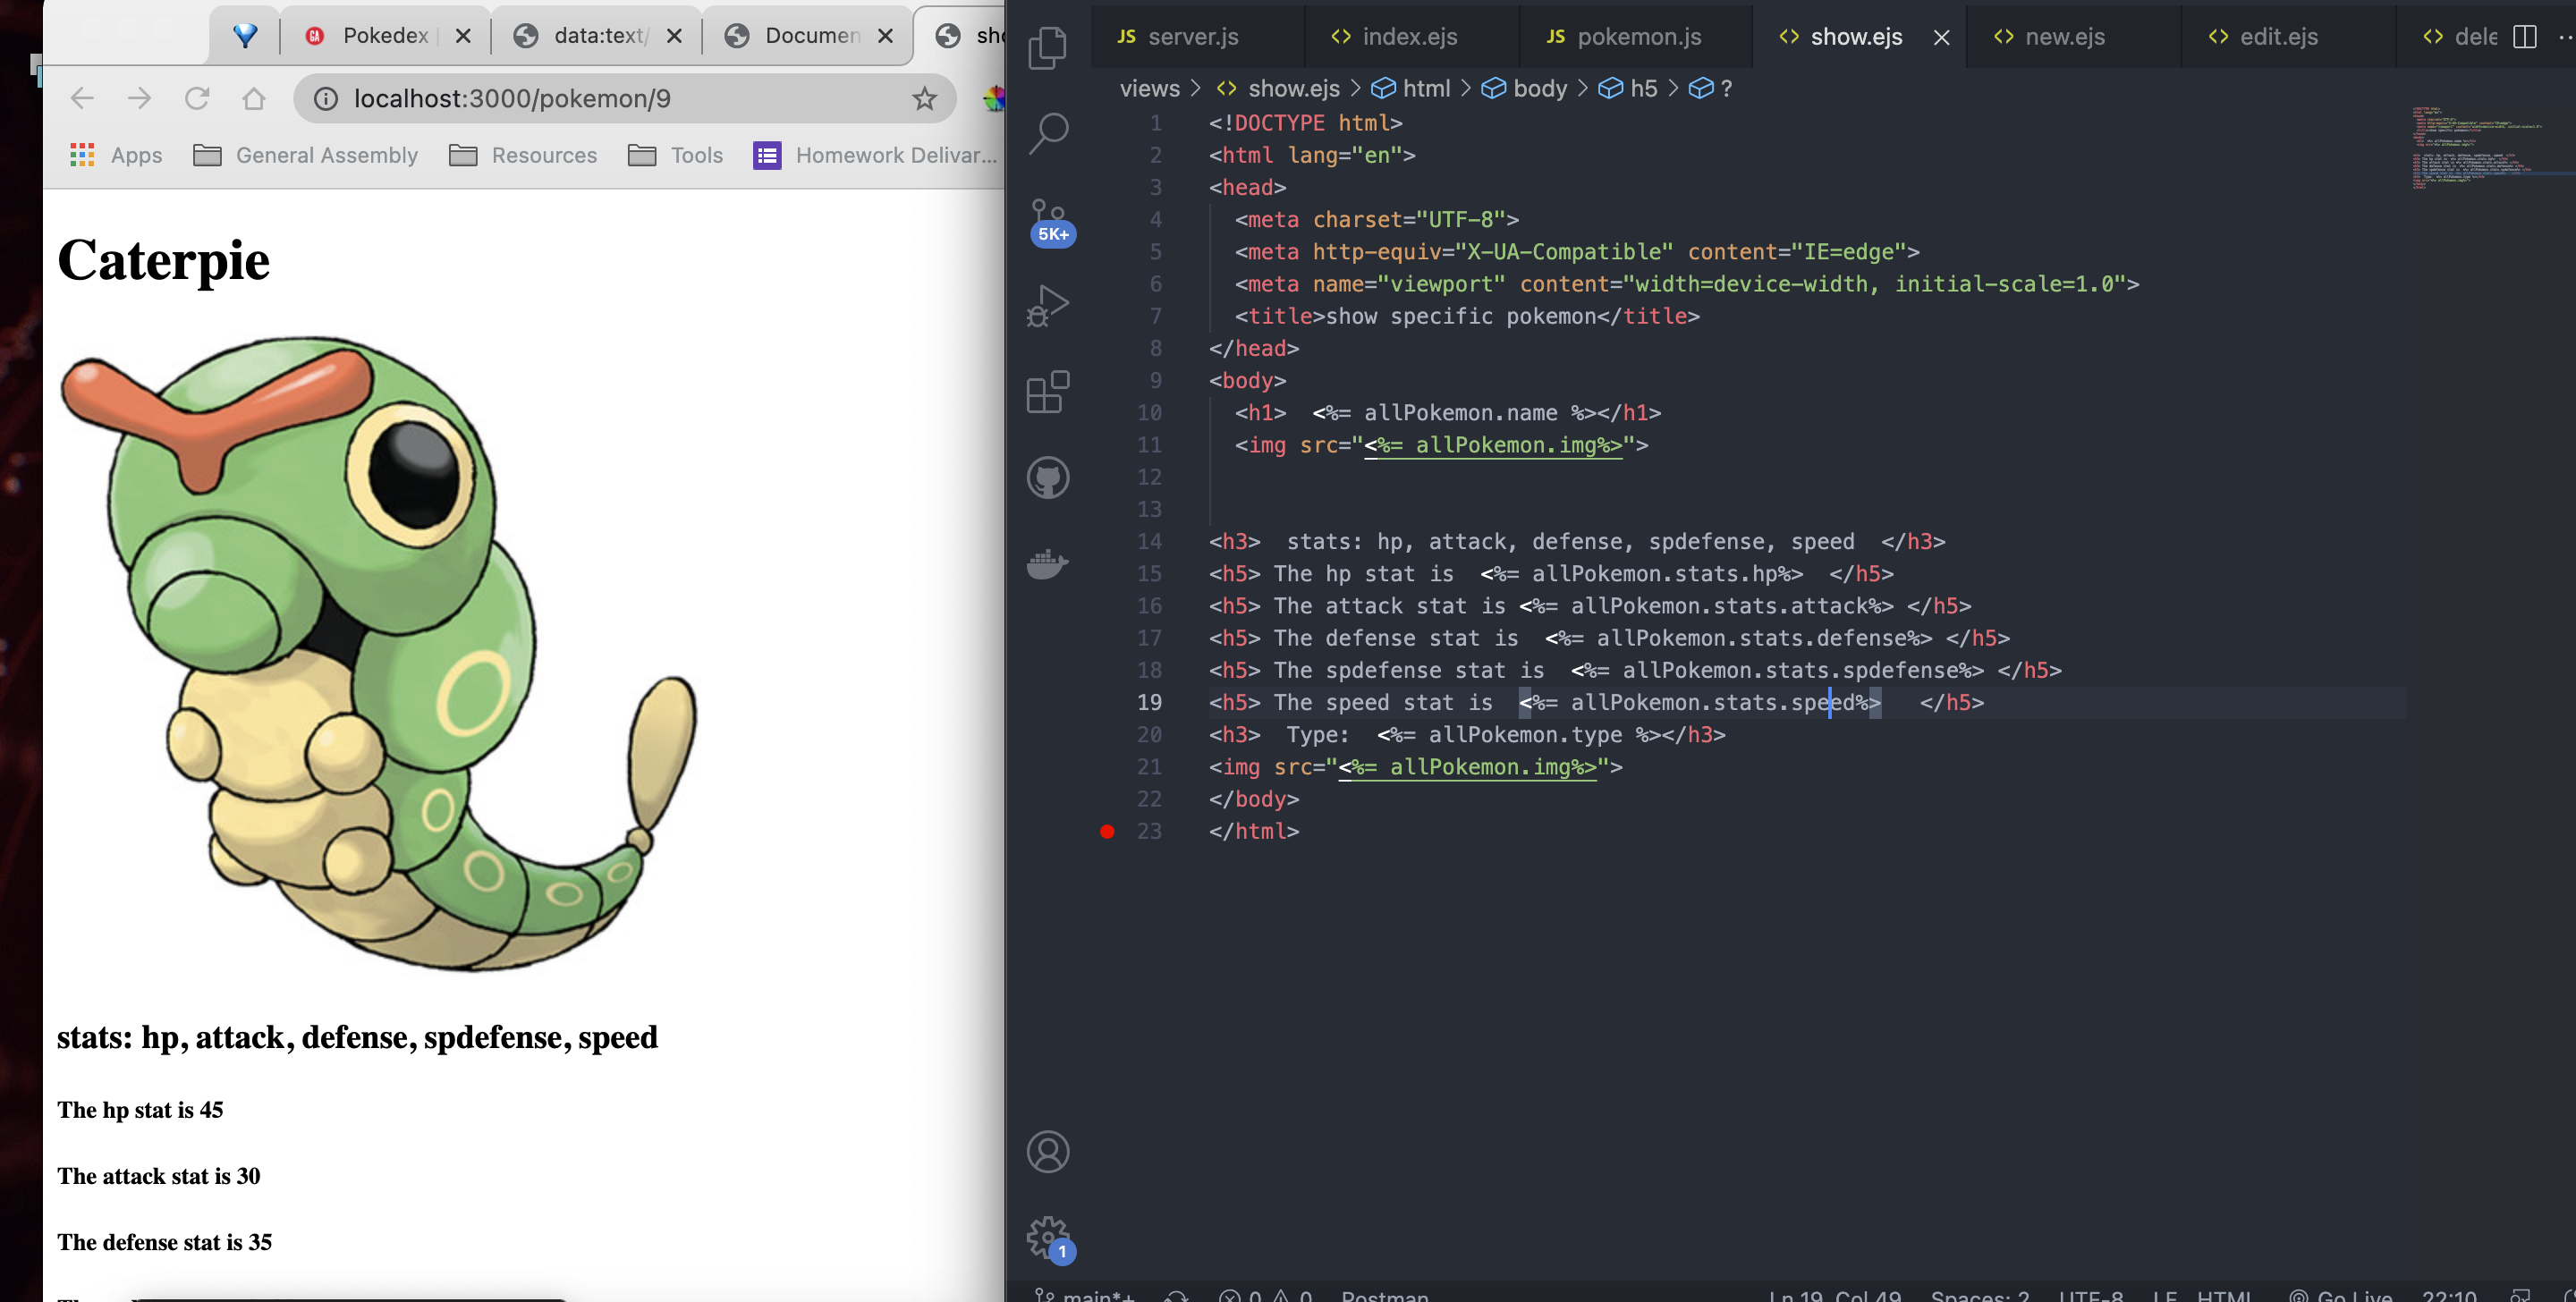 Pokedex
data:text/
Documen
sho
localhost:3000/pokemon/9
Apps General Assembly Resources Tools Homework Delivar...
Caterpie
stats: hp, attack, defense, spdefense, speed
The hp stat is 45
The attack stat is 30
The defense stat is 35
JS server.js <> index.ejs JS pokemon.js <> show.ejs <> new.ejs <> edit.ejs <> dele
views > <> show.ejs > html > body > h5 > ?
5K+
1 <!DOCTYPE html>
2 <html lang="en">
3 <head>
4 <meta charset="UTF-8">
5 <meta http-equiv="X-UA-Compatible" content="IE=edge">
6 <meta name="viewport" content="width=device-width, initial-scale=1.0">
7 <title>show specific pokemon</title>
8 </head>
9 <body>
10 <h1>  <%= allPokemon.name %></h1>
11 <img src="<%= allPokemon.img%>">
12
13
14 <h3>  stats: hp, attack, defense, spdefense, speed  </h3>
15 <h5> The hp stat is  <%= allPokemon.stats.hp%>  </h5>
16 <h5> The attack stat is <%= allPokemon.stats.attack%> </h5>
17 <h5> The defense stat is  <%= allPokemon.stats.defense%> </h5>
18 <h5> The spdefense stat is  <%= allPokemon.stats.spdefense%> </h5>
19 <h5> The speed stat is  <%= allPokemon.stats.speed%>   </h5>
20 <h3>  Type:  <%= allPokemon.type %></h3>
21 <img src="<%= allPokemon.img%>">
22 </body>
23 </html>
1
main*+ 0 0 Postman Ln 19, Col 49 Spaces: 2 UTF-8 LF HTML Go Live 22:10